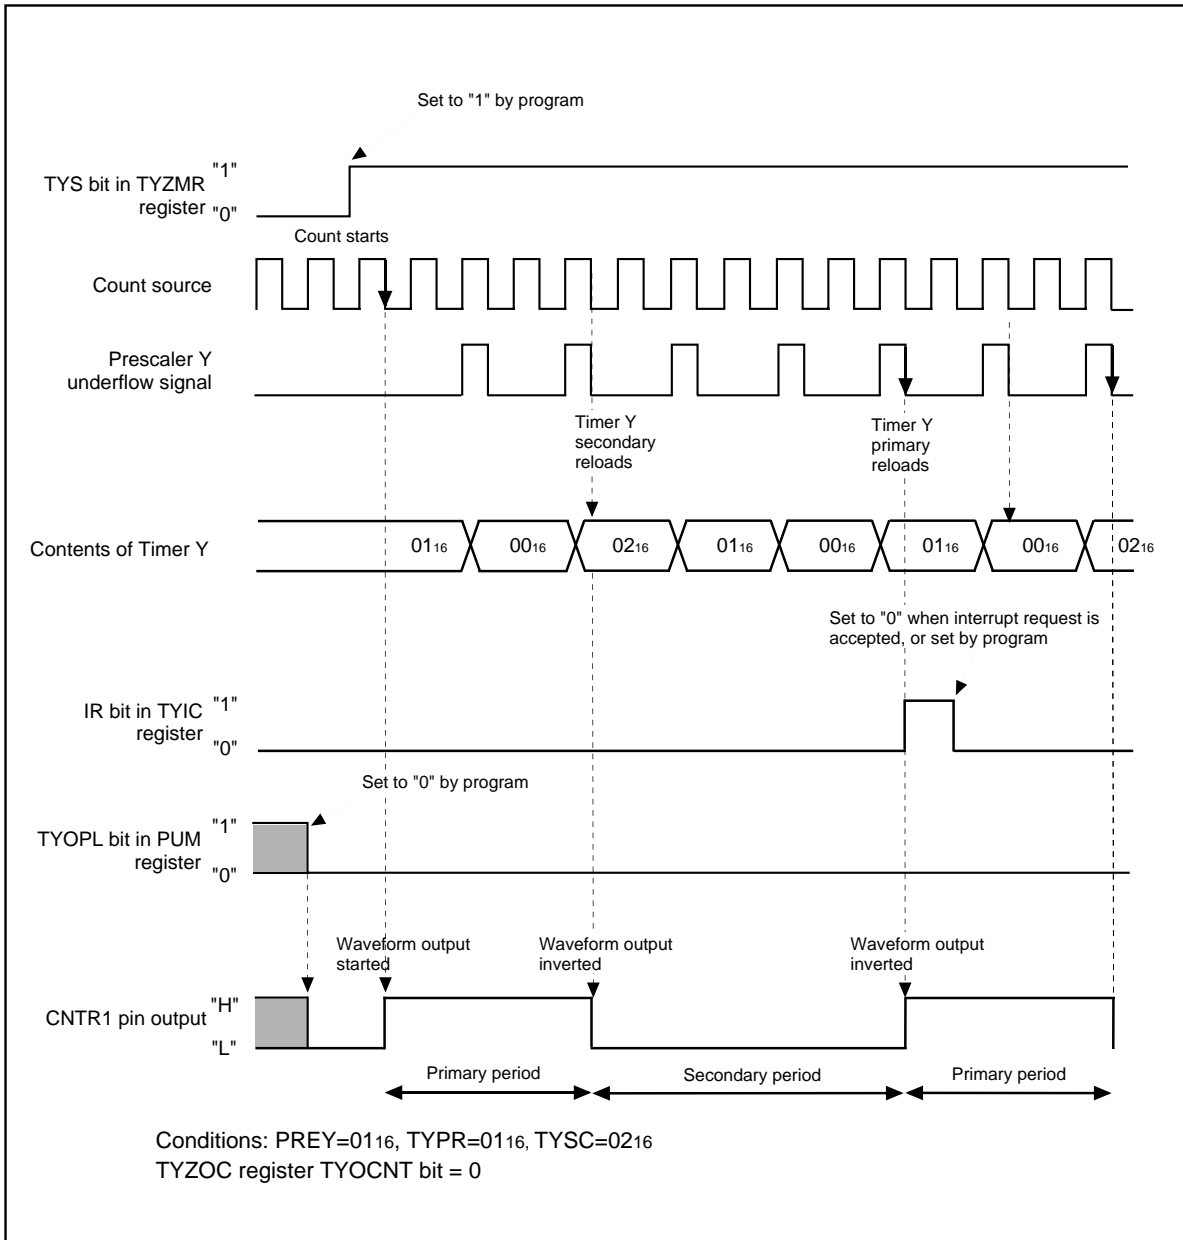 Set to "1" by program
"1"
TYS bit in TYZMR
register
"0"
Count starts
Count source
Prescaler Y
underflow signal
Timer Y
secondary
reloads
Timer Y
primary
reloads
Contents of Timer Y
0116
0016
0216
0116
0016
0116
0016
0216
Set to "0" when interrupt request is
accepted, or set by program
"1"
IR bit in TYIC
register
"0"
Set to "0" by program
"1"
TYOPL bit in PUM
register
"0"
Waveform output
started
Waveform output
inverted
Waveform output
inverted
"H"
CNTR1 pin output
"L"
Primary period
Secondary period
Primary period
Conditions: PREY=0116, TYPR=0116, TYSC=0216
TYZOC register TYOCNT bit = 0